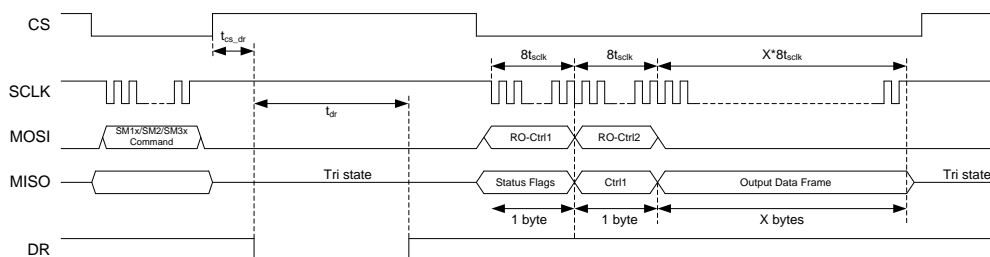 CS
t_cs_dr
8t_sclk 8t_sclk X*8t_sclk
SCLK
t_dr
MOSI
SM1x/SM2/SM3x
Command
RO-Ctrl1 RO-Ctrl2
MISO
Tri state
Status Flags Ctrl1 Output Data Frame
Tri state
1 byte 1 byte X bytes
DR